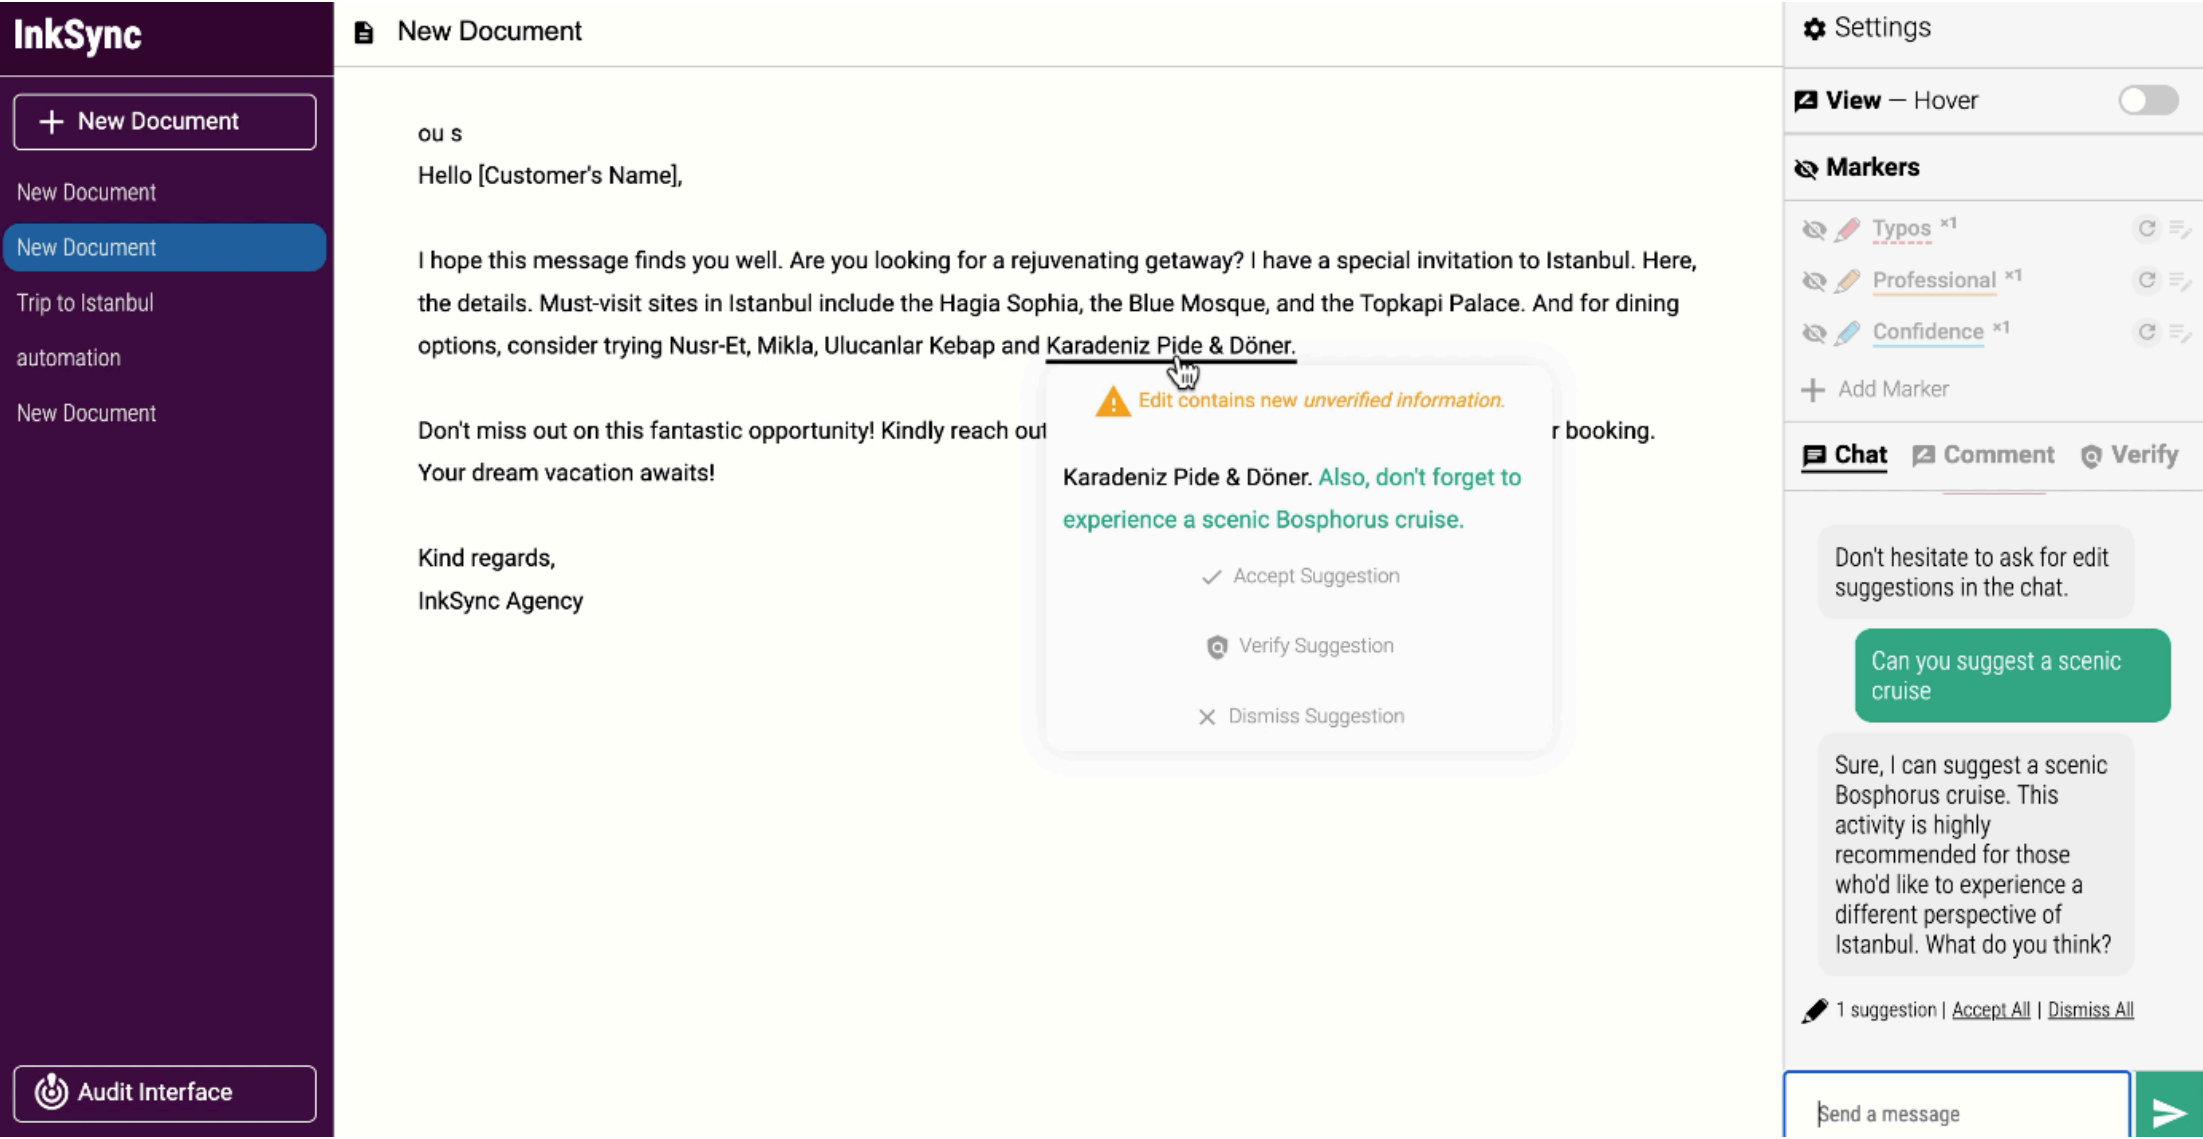 InkSync
+ New Document
New Document
New Document
Trip to Istanbul
automation
New Document
Audit Interface
New Document
ou s
Hello [Customer's Name],
I hope this message finds you well. Are you looking for a rejuvenating getaway? I have a special invitation to Istanbul. Here,
the details. Must-visit sites in Istanbul include the Hagia Sophia, the Blue Mosque, and the Topkapi Palace. And for dining
options, consider trying Nusr-Et, Mikla, Ulucanlar Kebap and Karadeniz Pide & Döner.
Don't miss out on this fantastic opportunity! Kindly reach out r booking.
Your dream vacation awaits!
Kind regards,
InkSync Agency
Edit contains new unverified information.
Karadeniz Pide & Döner. Also, don't forget to
experience a scenic Bosphorus cruise.
Accept Suggestion
Verify Suggestion
Dismiss Suggestion
Settings
View — Hover
Markers
Typos ×1
Professional ×1
Confidence ×1
+ Add Marker
Chat Comment Verify
Don't hesitate to ask for edit
suggestions in the chat.
Can you suggest a scenic
cruise
Sure, I can suggest a scenic
Bosphorus cruise. This
activity is highly
recommended for those
who'd like to experience a
different perspective of
Istanbul. What do you think?
1 suggestion | Accept All | Dismiss All
Send a message